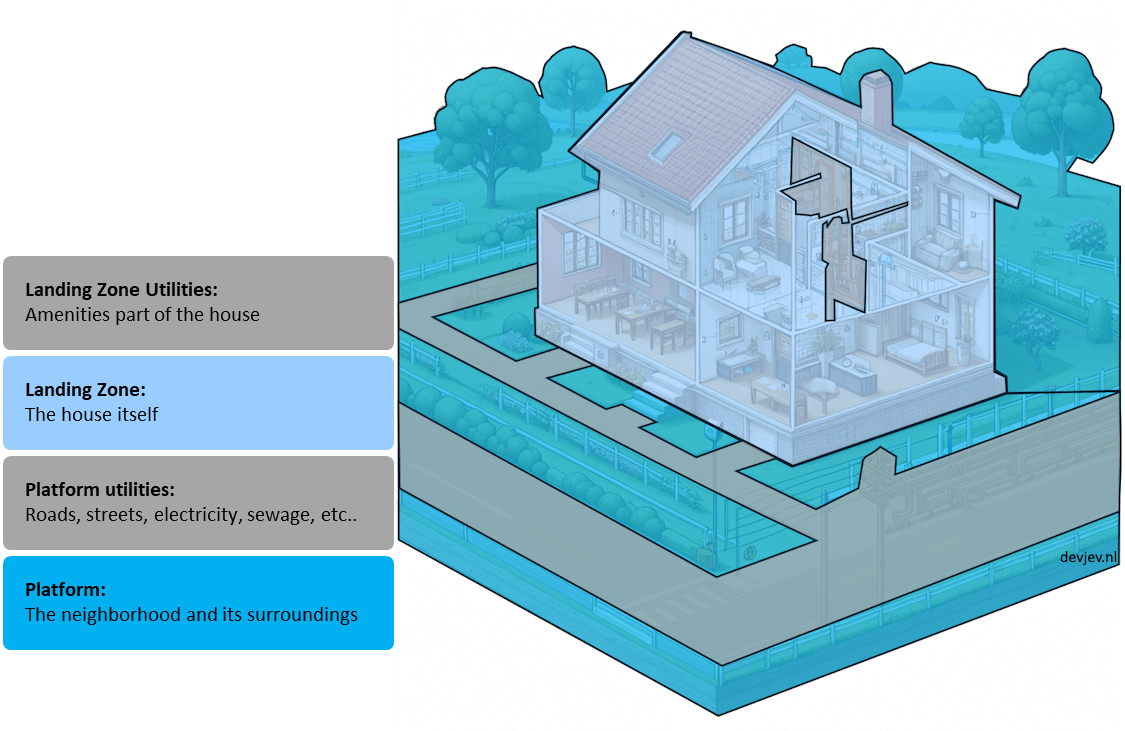 Landing Zone Utilities:
Amenities part of the house
Landing Zone:
The house itself
Platform utilities:
Roads, streets, electricity, sewage, etc..
Platform:
The neighborhood and its surroundings
devjev.nl